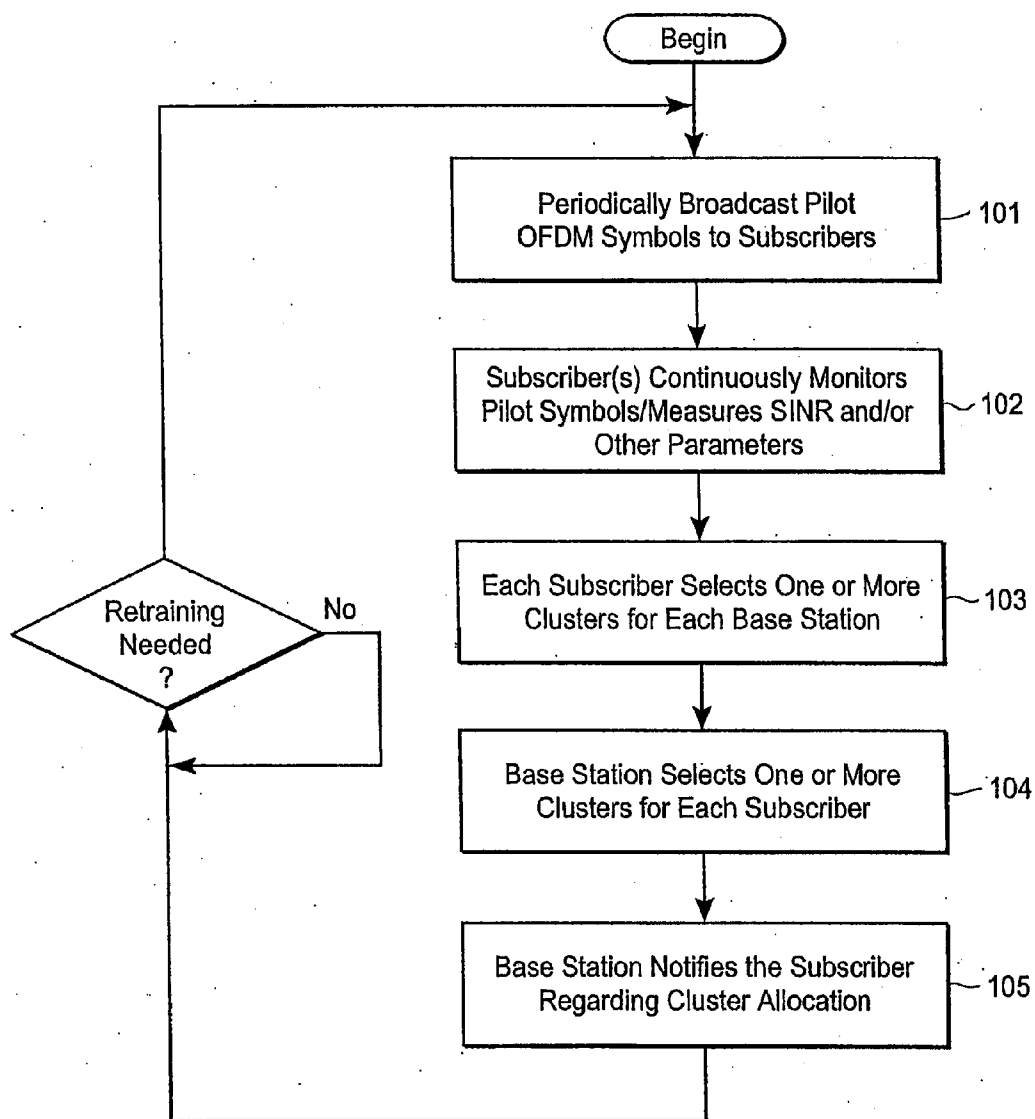 Begin
Periodically Broadcast Pilot
OFDM Symbols to Subscribers
101
Subscriber(s) Continuously Monitors
Pilot Symbols/Measures SINR and/or
Other Parameters
102
Each Subscriber Selects One or More
Clusters for Each Base Station
103
Base Station Selects One or More
Clusters for Each Subscriber
104
Base Station Notifies the Subscriber
Regarding Cluster Allocation
105
Retraining
Needed
?
No